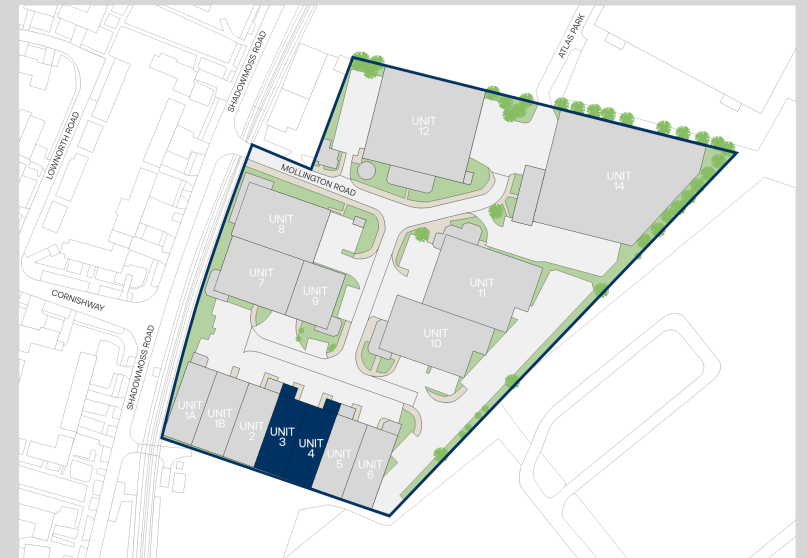 ATLAS PARK
SHADOWMOSS ROAD
LOWNORTH ROAD
UNIT
12
UNIT
14
MOLLINGTON ROAD
UNIT
8
UNIT
7
UNIT
9
UNIT
11
UNIT
10
CORNISHWAY
SHADOWMOSS ROAD
UNIT
1A
UNIT
1B
UNIT
2
UNIT
3
UNIT
4
UNIT
5
UNIT
6